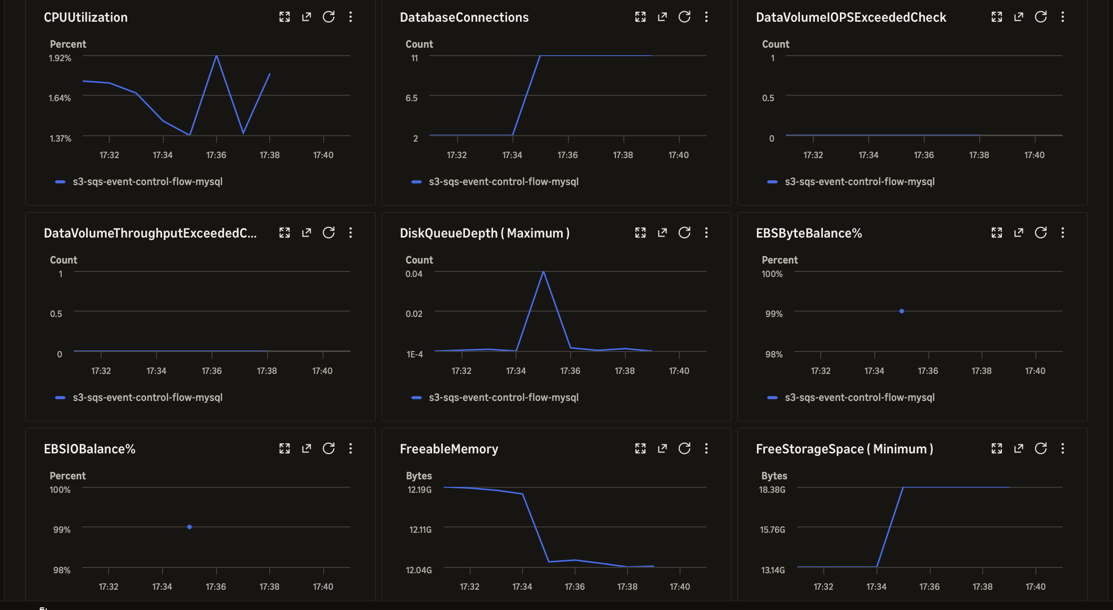 CPUUtilization
Percent
1.92%
1.64%
1.37%
17:32 17:34 17:36 17:38 17:40
s3-sqs-event-control-flow-mysql
DatabaseConnections
Count
11
6.5
2
17:32 17:34 17:36 17:38 17:40
s3-sqs-event-control-flow-mysql
DataVolumeIOPSExceededCheck
Count
1
0.5
0
17:32 17:34 17:36 17:38 17:40
s3-sqs-event-control-flow-mysql
DataVolumeThroughputExceededC...
Count
1
0.5
0
17:32 17:34 17:36 17:38 17:40
s3-sqs-event-control-flow-mysql
DiskQueueDepth ( Maximum )
Count
0.04
0.02
1E-4
17:32 17:34 17:36 17:38 17:40
s3-sqs-event-control-flow-mysql
EBSByteBalance%
Percent
100%
99%
98%
17:32 17:34 17:36 17:38 17:40
s3-sqs-event-control-flow-mysql
EBSIOBalance%
Percent
100%
99%
98%
17:32 17:34 17:36 17:38 17:40
FreeableMemory
Bytes
12.19G
12.11G
12.04G
17:32 17:34 17:36 17:38 17:40
FreeStorageSpace ( Minimum )
Bytes
18.38G
15.76G
13.14G
17:32 17:34 17:36 17:38 17:40